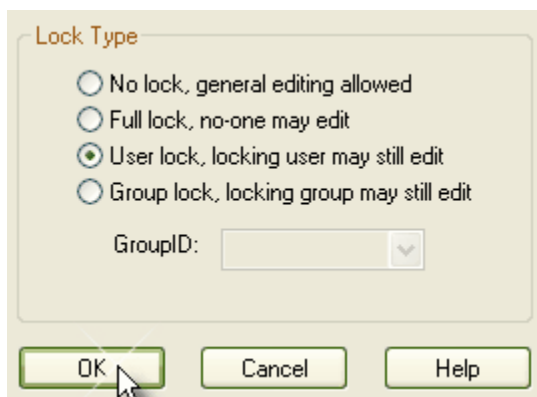 Lock Type
No lock, general editing allowed
Full lock, no-one may edit
User lock, locking user may still edit
Group lock, locking group may still edit
GroupID:
OK Cancel Help